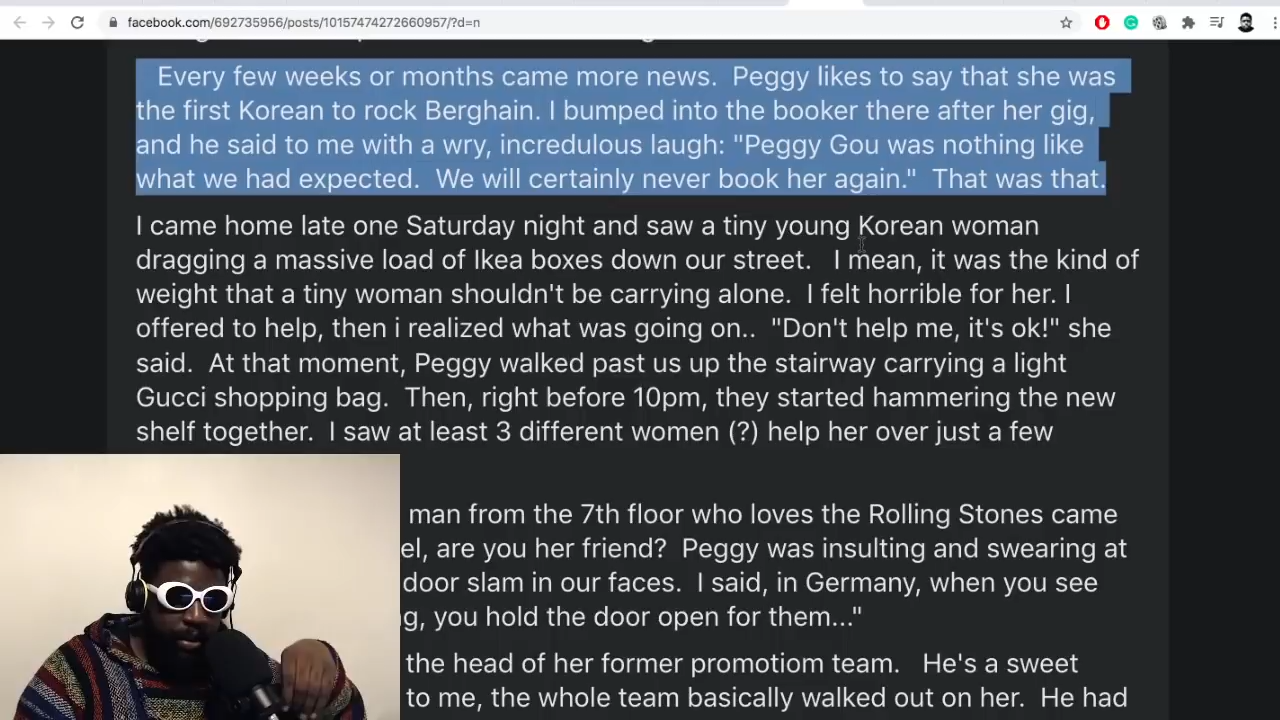 facebook.com/692735956/posts/10157474272660957/?d=n
Every few weeks or months came more news. Peggy likes to say that she was
the first Korean to rock Berghain. I bumped into the booker there after her gig,
and he said to me with a wry, incredulous laugh: "Peggy Gou was nothing like
what we had expected. We will certainly never book her again." That was that.
I came home late one Saturday night and saw a tiny young Korean woman
dragging a massive load of Ikea boxes down our street. I mean, it was the kind of
weight that a tiny woman shouldn't be carrying alone. I felt horrible for her. I
offered to help, then i realized what was going on.. "Don't help me, it's ok!" she
said. At that moment, Peggy walked past us up the stairway carrying a light
Gucci shopping bag. Then, right before 10pm, they started hammering the new
shelf together. I saw at least 3 different women (?) help her over just a few
man from the 7th floor who loves the Rolling Stones came
el, are you her friend? Peggy was insulting and swearing at
door slam in our faces. I said, in Germany, when you see
g, you hold the door open for them..."
the head of her former promotiom team. He's a sweet
to me, the whole team basically walked out on her. He had